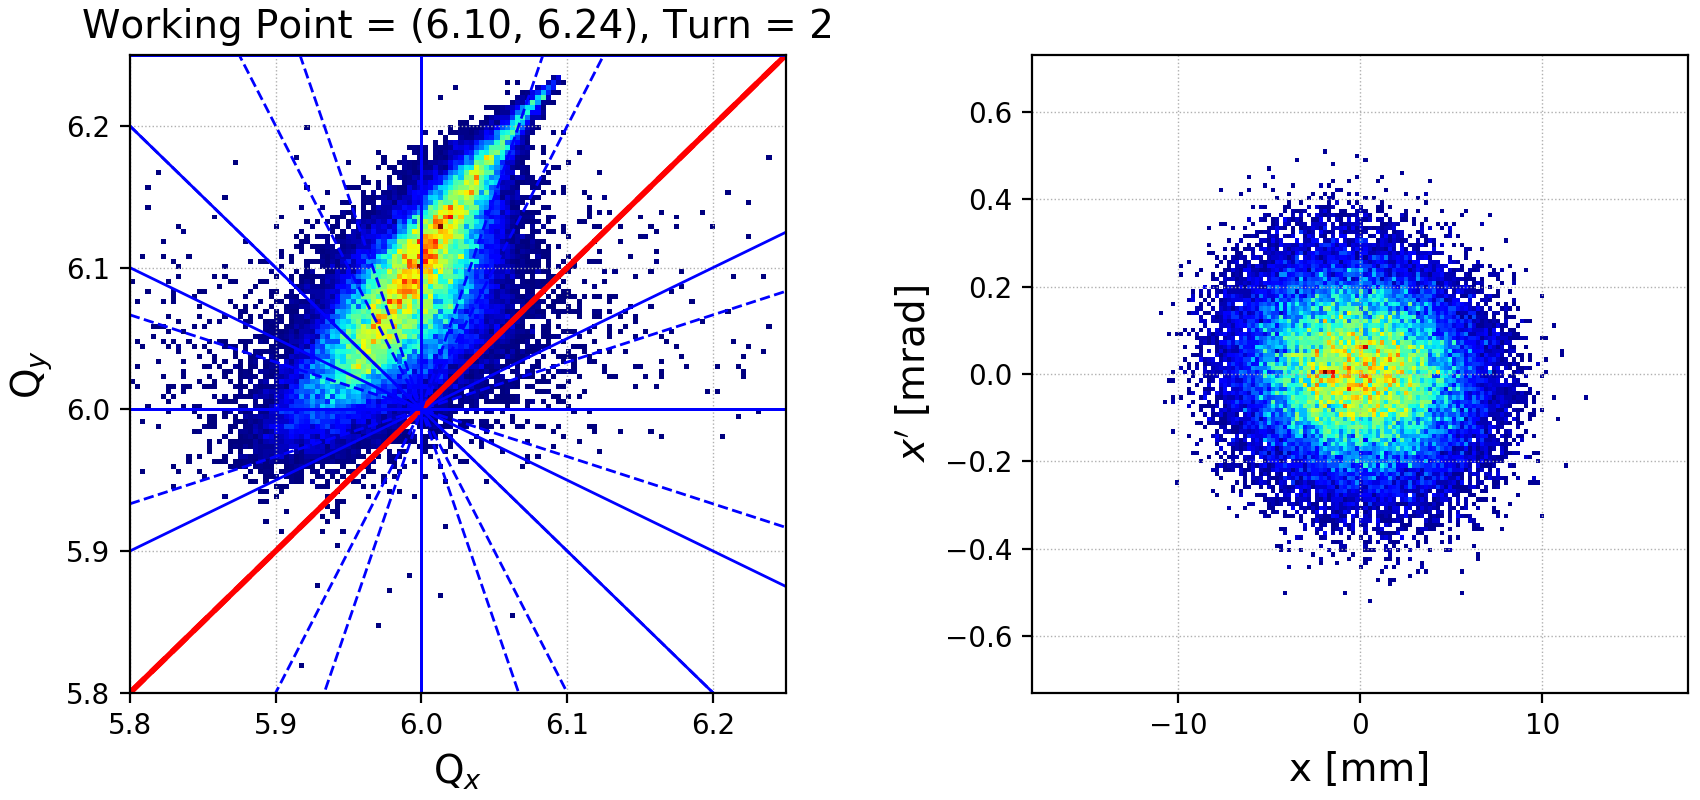 Working Point = (6.10, 6.24), Turn = 2
6.2
6.1
6.0
5.9
5.8
Q_y
5.8 5.9 6.0 6.1 6.2
Q_x
0.6
0.4
0.2
0.0
−0.2
−0.4
−0.6
x′ [mrad]
−10 0 10
x [mm]